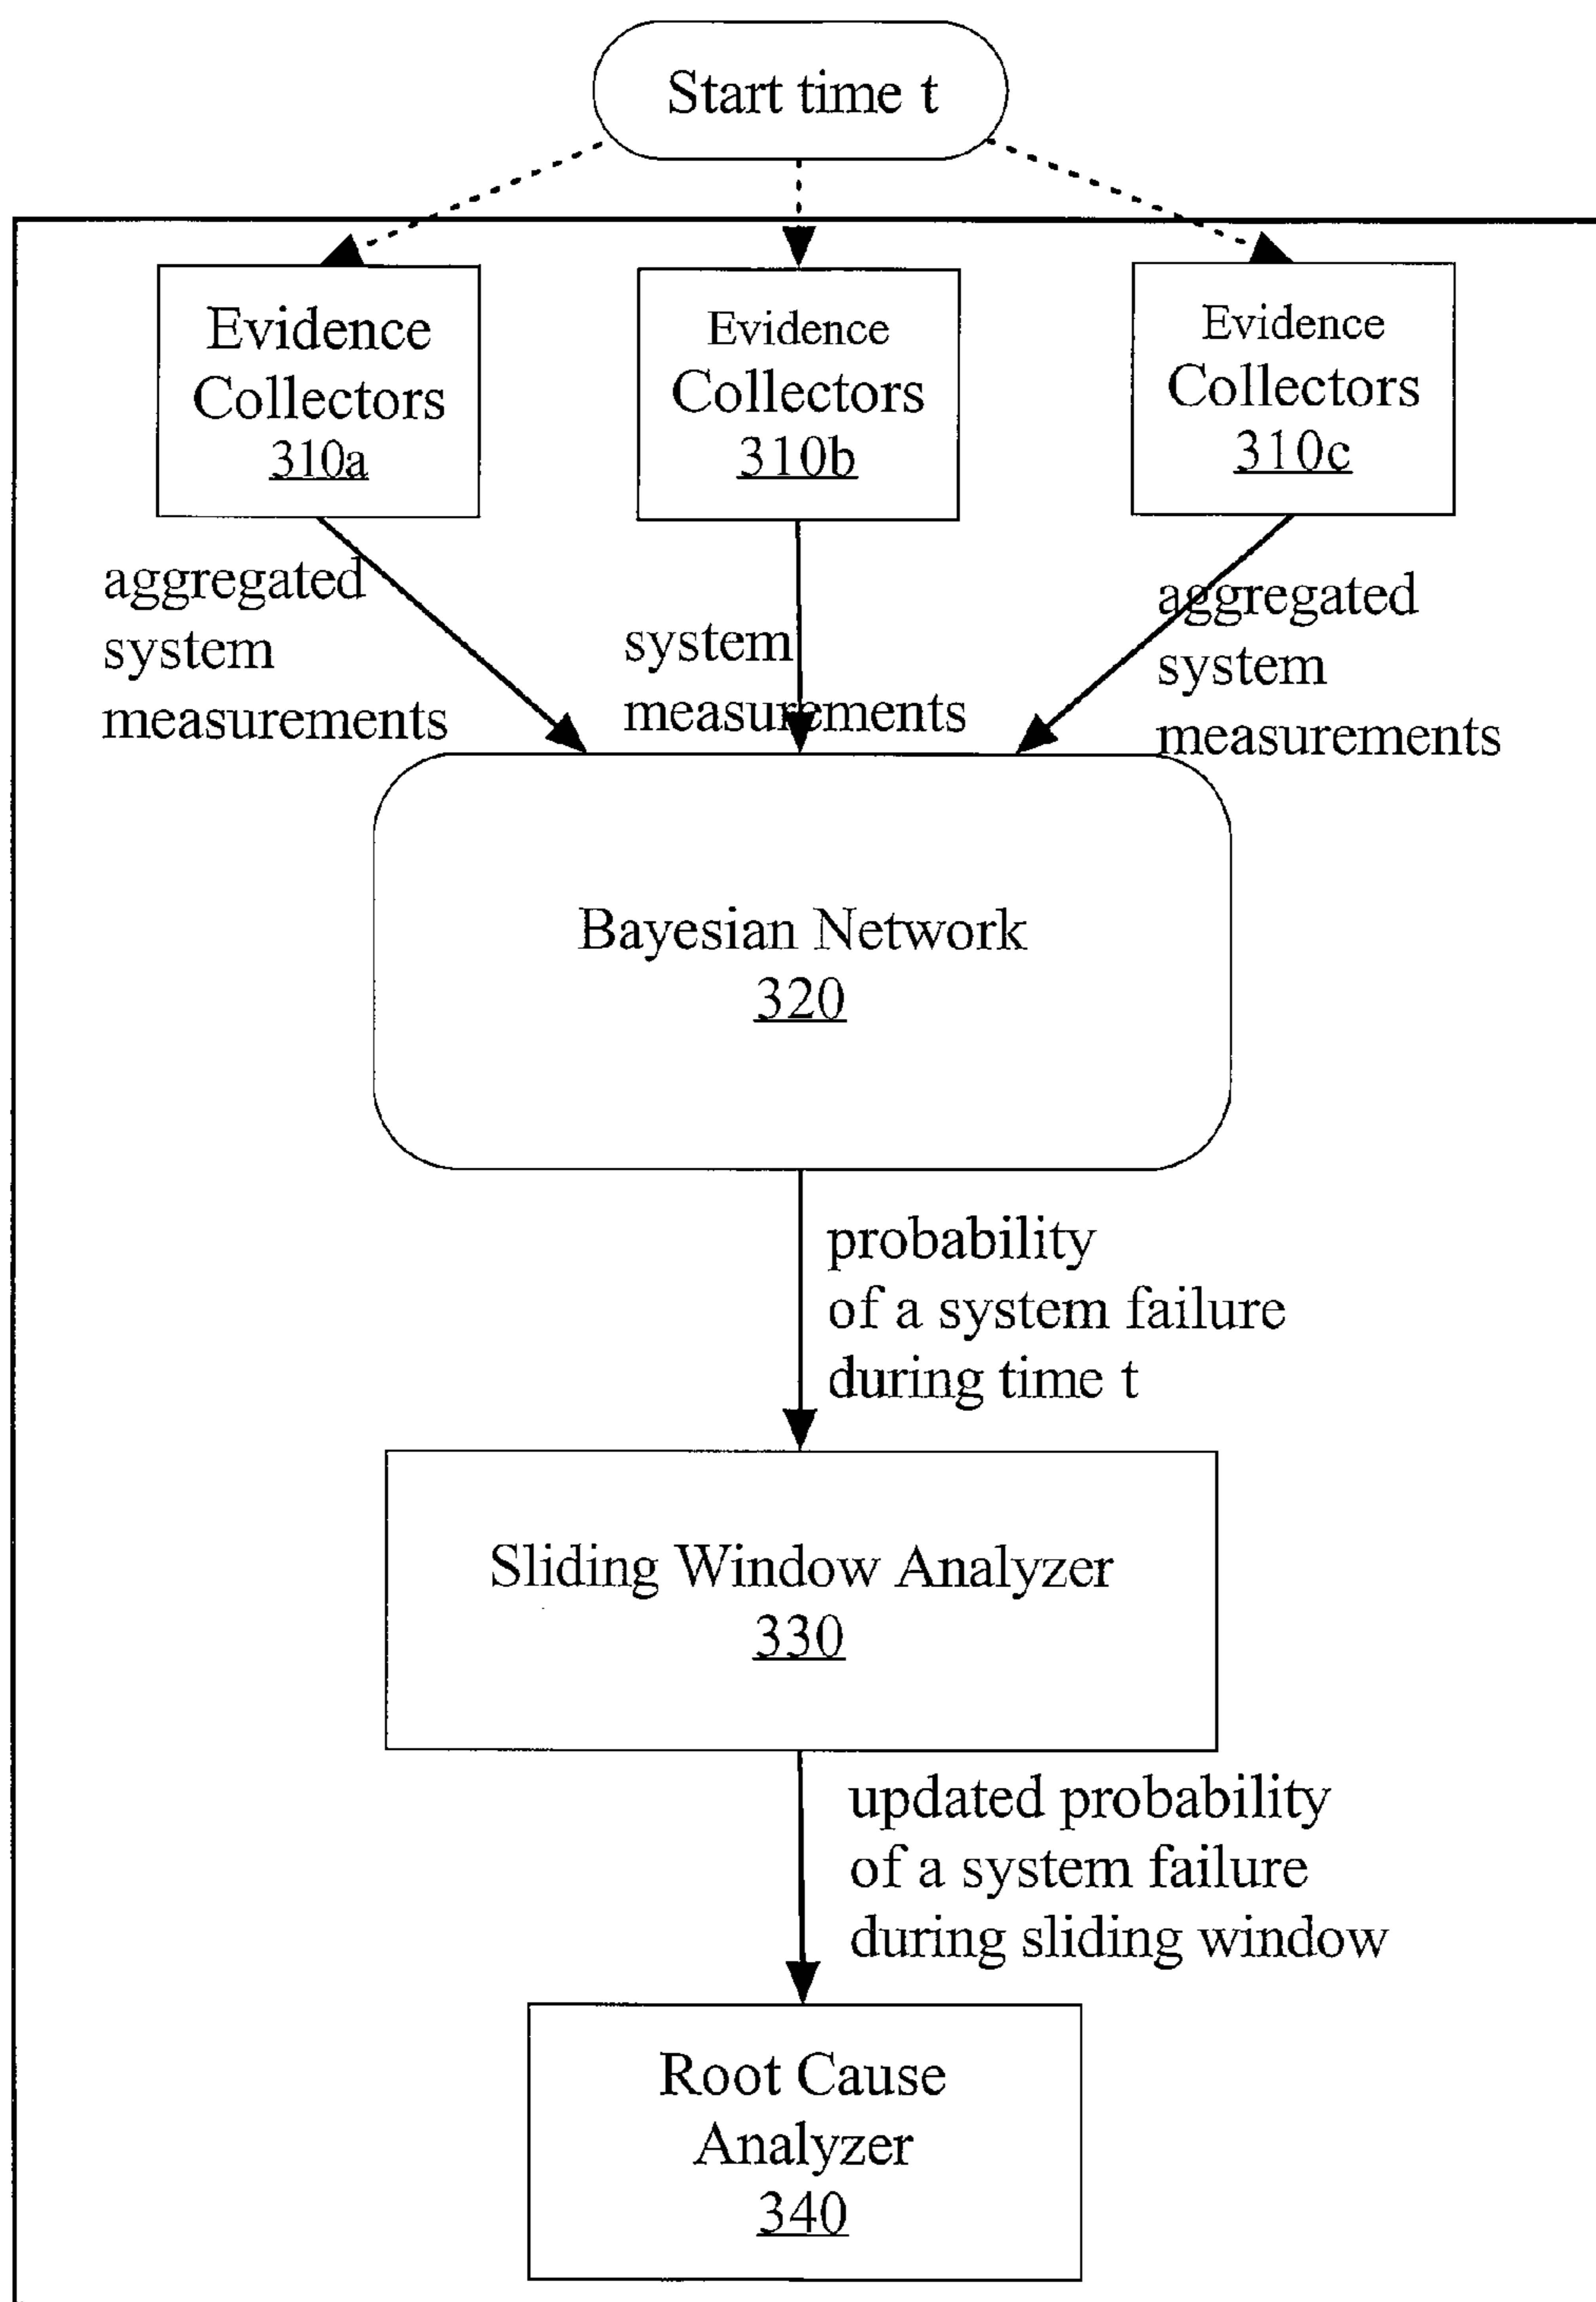 Start time t
Evidence
Collectors
310a
Evidence
Collectors
310b
Evidence
Collectors
310c
aggregated
system
measurements
system
measurements
aggregated
system
measurements
Bayesian Network
320
probability
of a system failure
during time t
Sliding Window Analyzer
330
updated probability
of a system failure
during sliding window
Root Cause
Analyzer
340